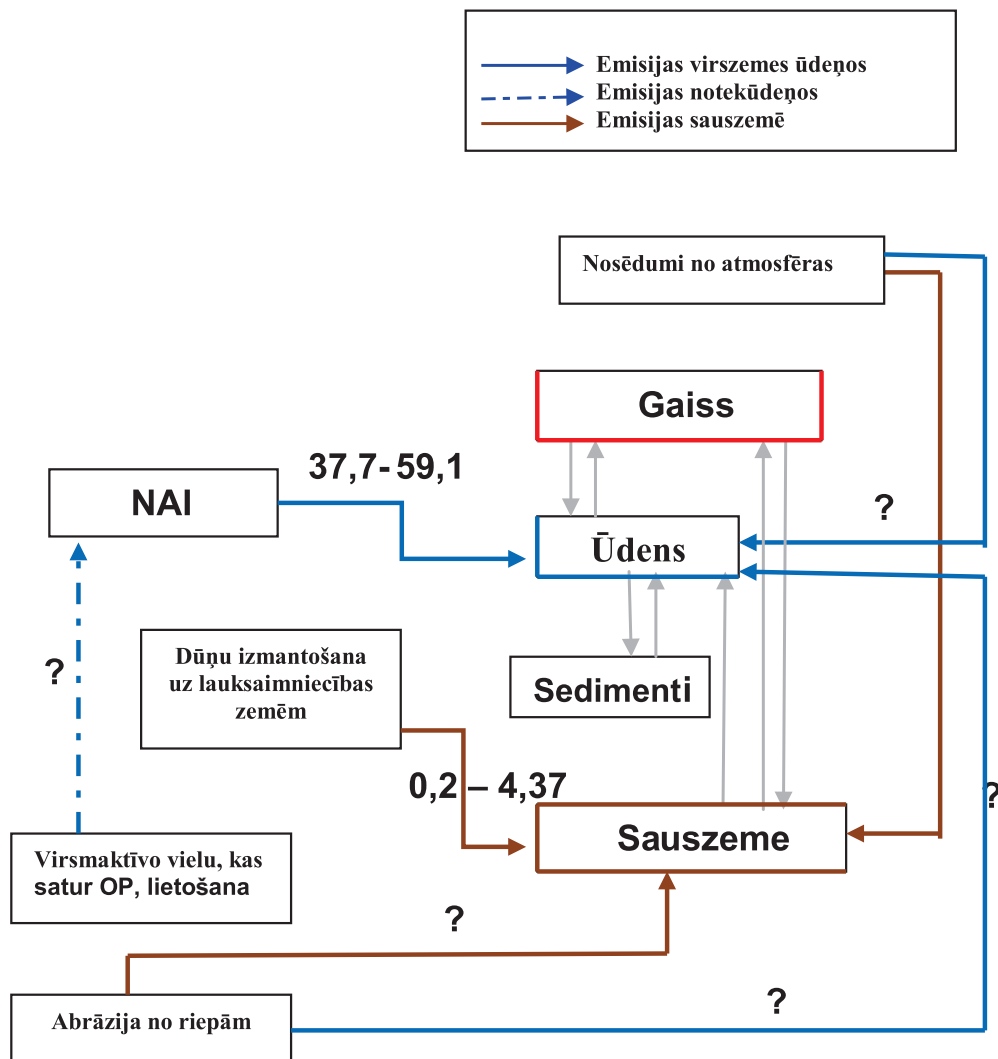 Emisijas virszemes ūdeņos
Emisijas notekūdeņos
Emisijas sauszemē
Nosēdumi no atmosfēras
Gaiss
37,7- 59,1
NAI
?
Ūdens
?
Dūņu izmantošana
uz lauksaimniecības
zemēm
Sedimenti
0,2 – 4,37
?
Sauszeme
Virsmaktīvo vielu, kas
satur OP, lietošana
?
?
Abrāzija no riepām